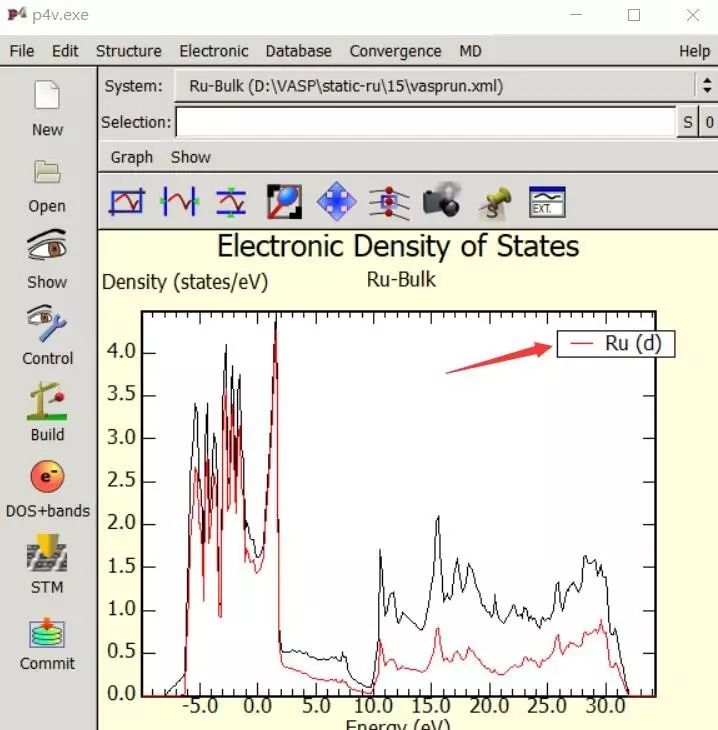 P4 p4v.exe
File Edit Structure Electronic Database Convergence MD Help
System: Ru-Bulk (D:\VASP\static-ru\15\vasprun.xml)
Selection: S 0
Graph Show
EXT.
New
Open
Show
Control
Build
e-
DOS+bands
STM
Commit
Electronic Density of States
Density (states/eV) Ru-Bulk
Ru (d)
4.0
3.5
3.0
2.5
2.0
1.5
1.0
0.5
0.0
-5.0 0.0 5.0 10.0 15.0 20.0 25.0 30.0
Energy (eV)